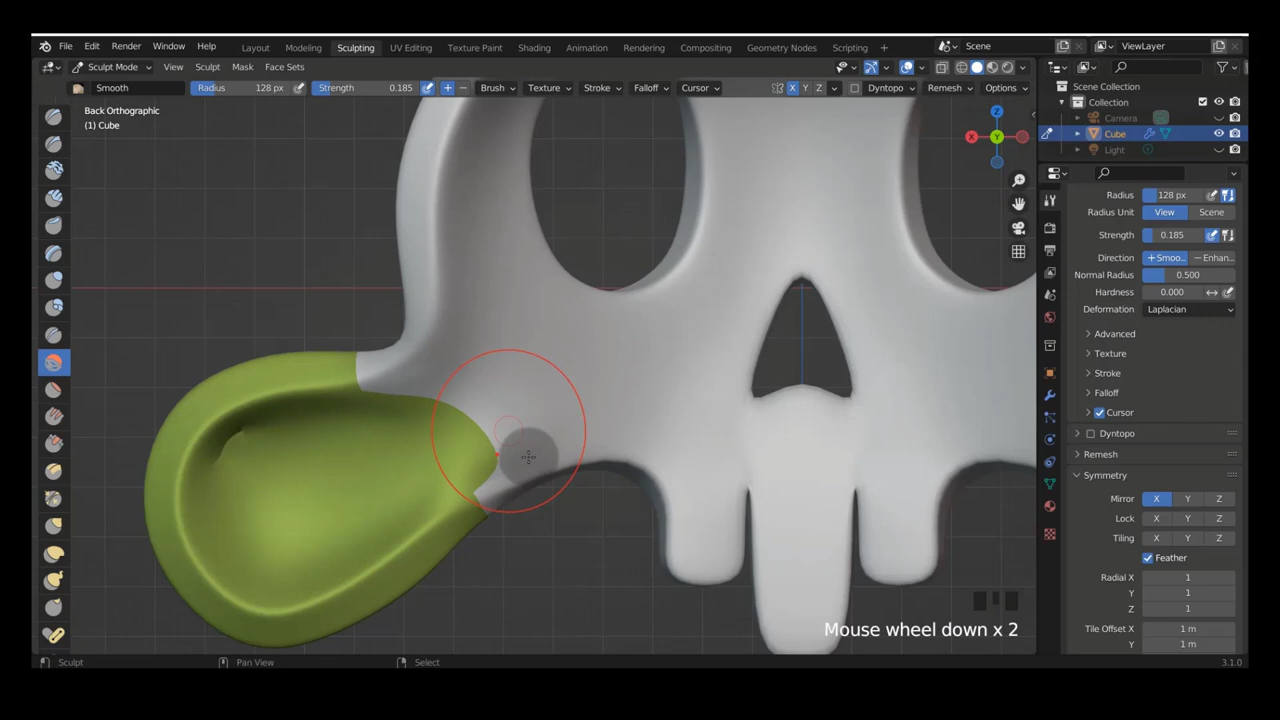 File Edit Render Window Help Layout Modeling Sculpting UV Editing Texture Paint Shading Animation Rendering Compositing Geometry Nodes Scripting + Scene ViewLayer
Sculpt Mode View Sculpt Mask Face Sets
Smooth Radius 128 px Strength 0.185 + − Brush Texture Stroke Falloff Cursor X Y Z Dyntopo Remesh Options
Back Orthographic
(1) Cube
Z
X Y
Scene Collection
Collection
Camera
Cube
Light
Radius 128 px
Radius Unit View Scene
Strength 0.185
Direction +Smoo... −Enhan...
Normal Radius 0.500
Hardness 0.000
Deformation Laplacian
Advanced
Texture
Stroke
Falloff
Cursor
Dyntopo
Remesh
Symmetry
Mirror X Y Z
Lock X Y Z
Tiling X Y Z
Feather
Radial X 1
Y 1
Z 1
Tile Offset X 1 m
Y 1 m
Mouse wheel down x 2
Sculpt Pan View Select 3.1.0